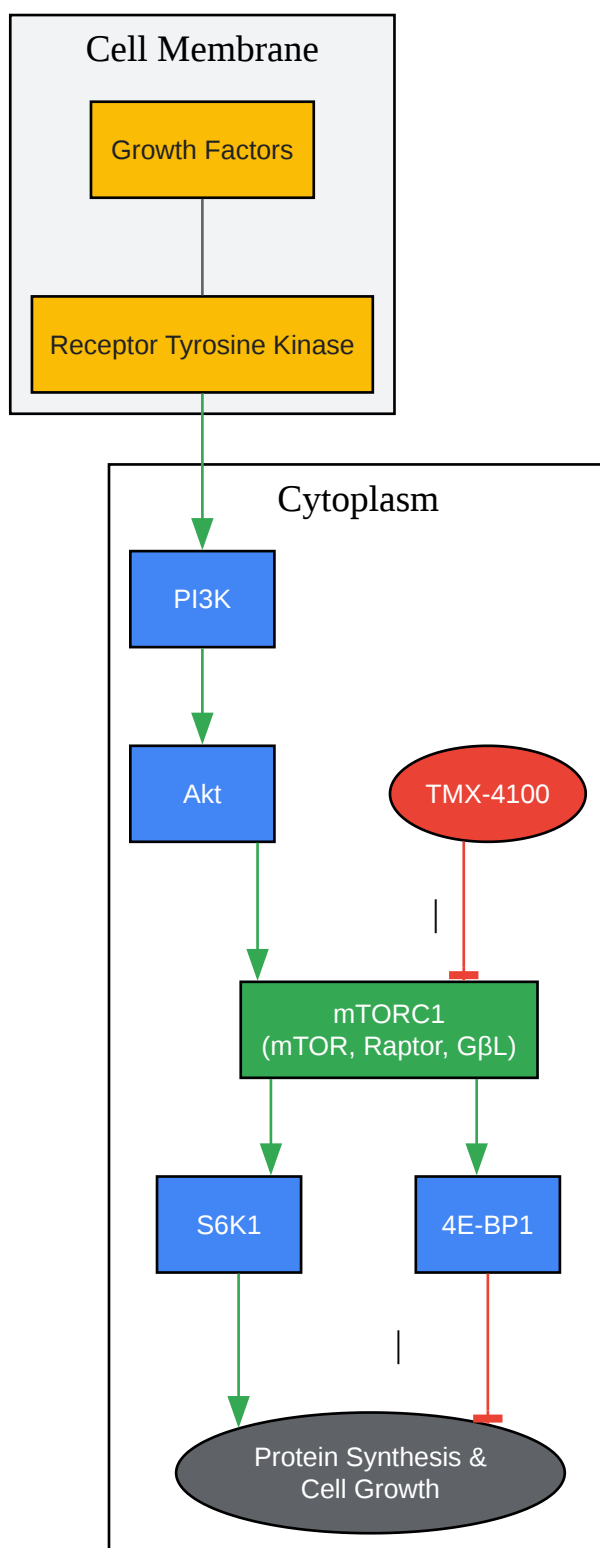 Cell Membrane
Growth Factors
Receptor Tyrosine Kinase
Cytoplasm
PI3K
Akt
TMX-4100
|
mTORC1
(mTOR, Raptor, GβL)
S6K1
4E-BP1
|
Protein Synthesis &
Cell Growth